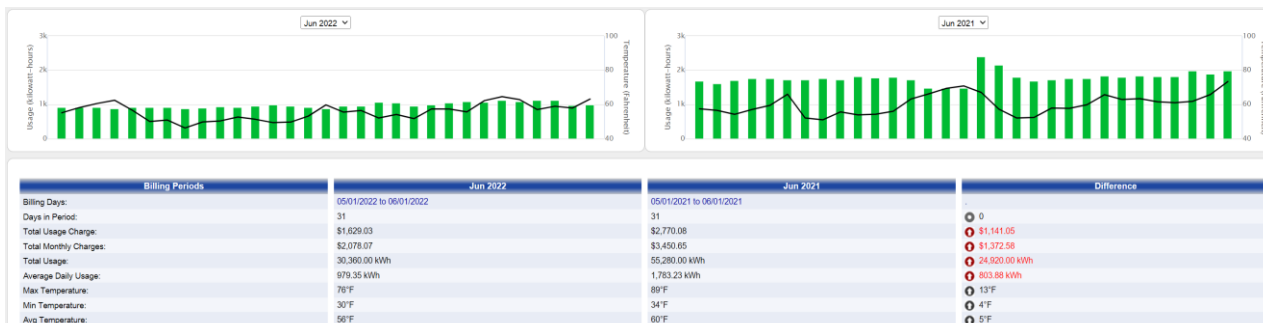 Jun 2022
Jun 2021
3k
100
3k
100
2k
80
2k
80
1k
60
1k
60
0
40
0
40
Usage (kilowatt-hours)
Temperature (Fahrenheit)
Usage (kilowatt-hours)
Billing Periods Jun 2022 Jun 2021 Difference
Billing Days: 05/01/2022 to 06/01/2022 05/01/2021 to 06/01/2021 -
Days in Period: 31 31 0
Total Usage Charge: $1,629.03 $2,770.08 $1,141.05
Total Monthly Charges: $2,078.07 $3,450.65 $1,372.58
Total Usage: 30,360.00 kWh 55,280.00 kWh 24,920.00 kWh
Average Daily Usage: 979.35 kWh 1,783.23 kWh 803.88 kWh
Max Temperature: 76°F 89°F 13°F
Min Temperature: 30°F 34°F 4°F
Avg Temperature: 56°F 60°F 5°F